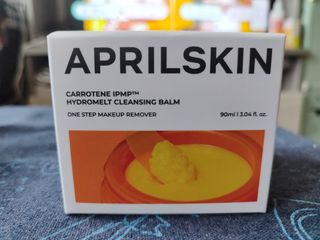 APRILSKIN
CARROTENE IPMP™
HYDROMELT CLEANSING BALM
ONE STEP MAKEUP REMOVER 90ml | 3.04 fl. oz.